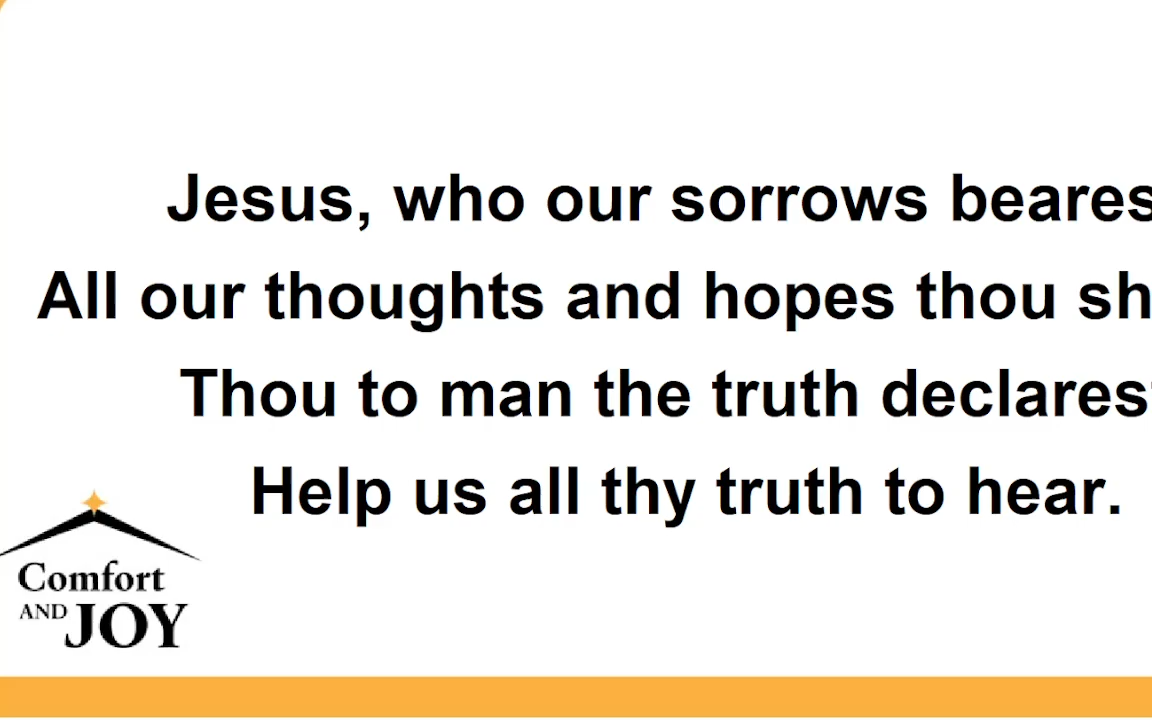 Jesus, who our sorrows beares
All our thoughts and hopes thou sh
Thou to man the truth declarest
Help us all thy truth to hear.
Comfort
AND JOY